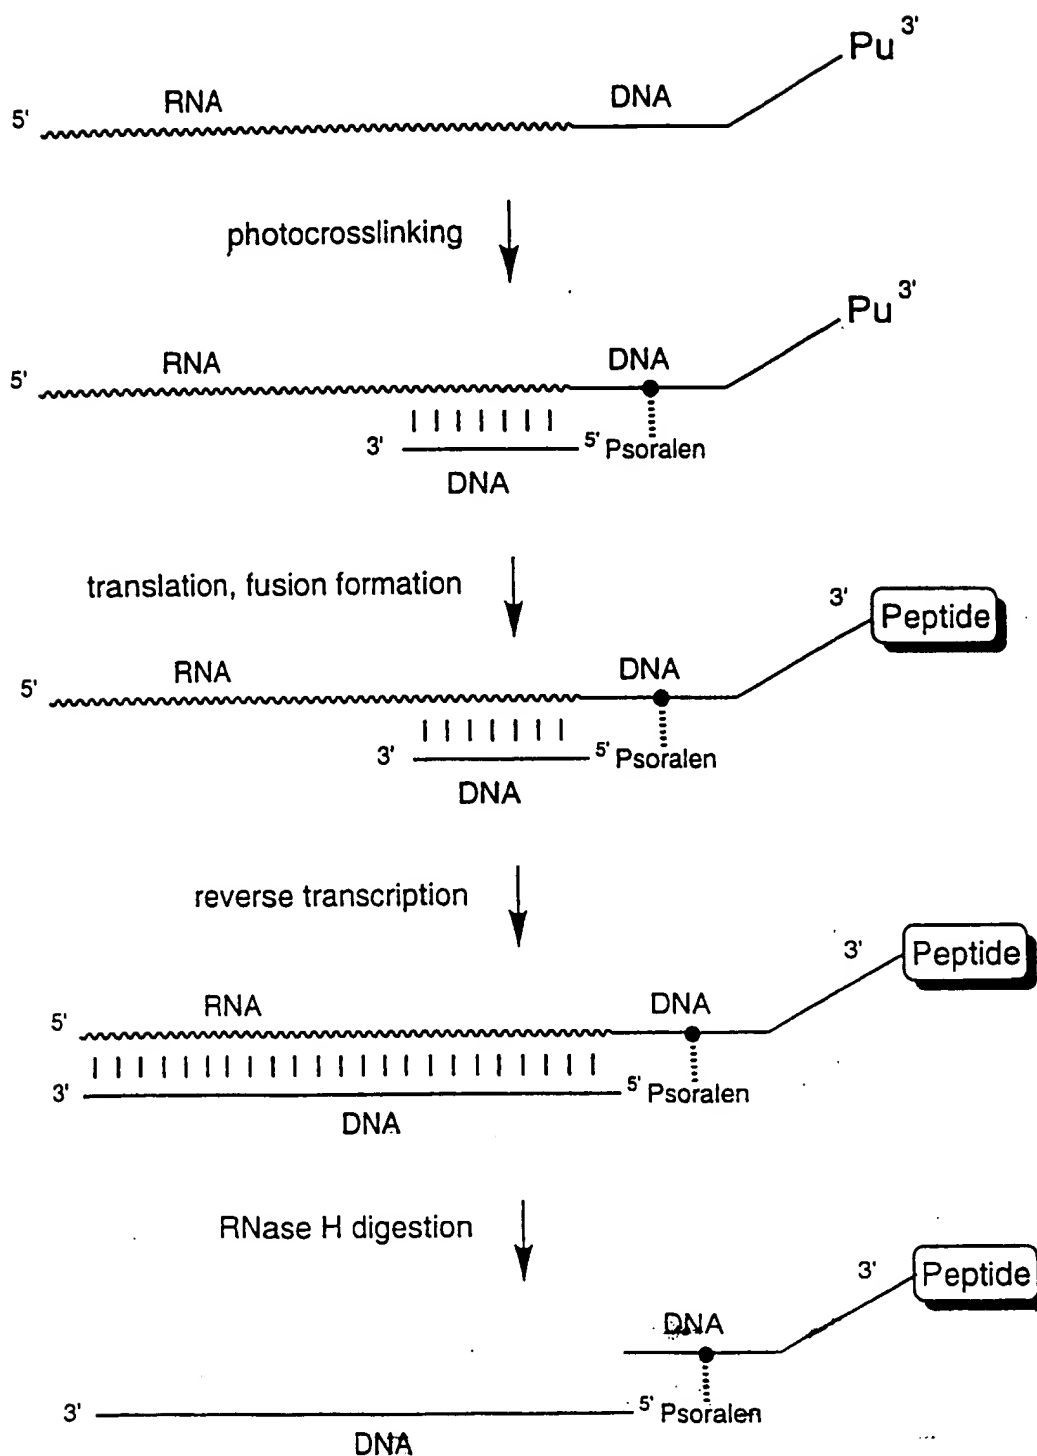 Pu 3'
5' RNA DNA
photocrosslinking
Pu 3'
5' RNA DNA
3' 5' Psoralen
DNA
translation, fusion formation
3' Peptide
5' RNA DNA
3' 5' Psoralen
DNA
reverse transcription
3' Peptide
5' RNA DNA
3' 5' Psoralen
DNA
RNase H digestion
3' Peptide
DNA
3' 5' Psoralen
DNA